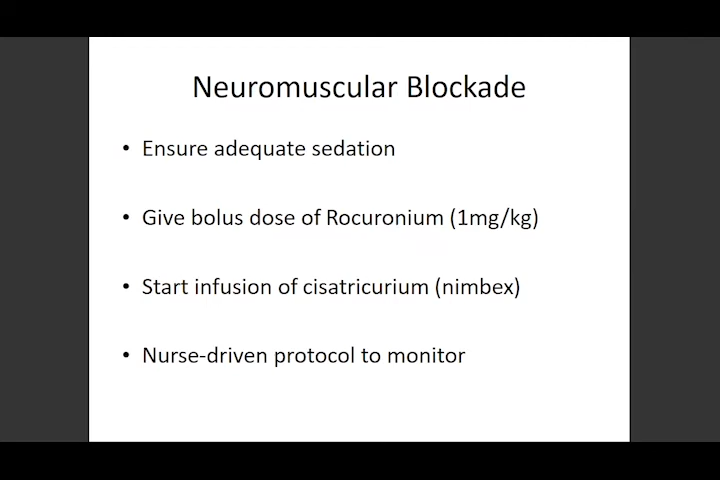 Neuromuscular Blockade
• Ensure adequate sedation
• Give bolus dose of Rocuronium (1mg/kg)
• Start infusion of cisatricurium (nimbex)
• Nurse-driven protocol to monitor